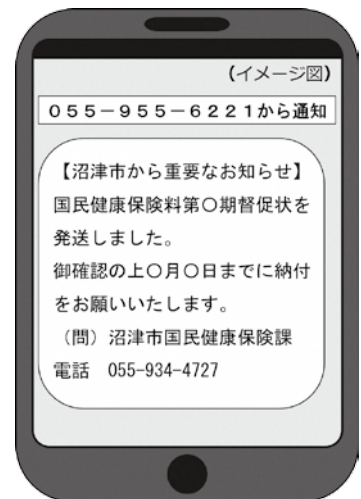 (イメージ図)
055-955-6221から通知
【沼津市から重要なお知らせ】
国民健康保険料第〇期督促状を
発送しました。
御確認の上〇月〇日までに納付
をお願いいたします。
(問)沼津市国民健康保険課
電話 055-934-4727